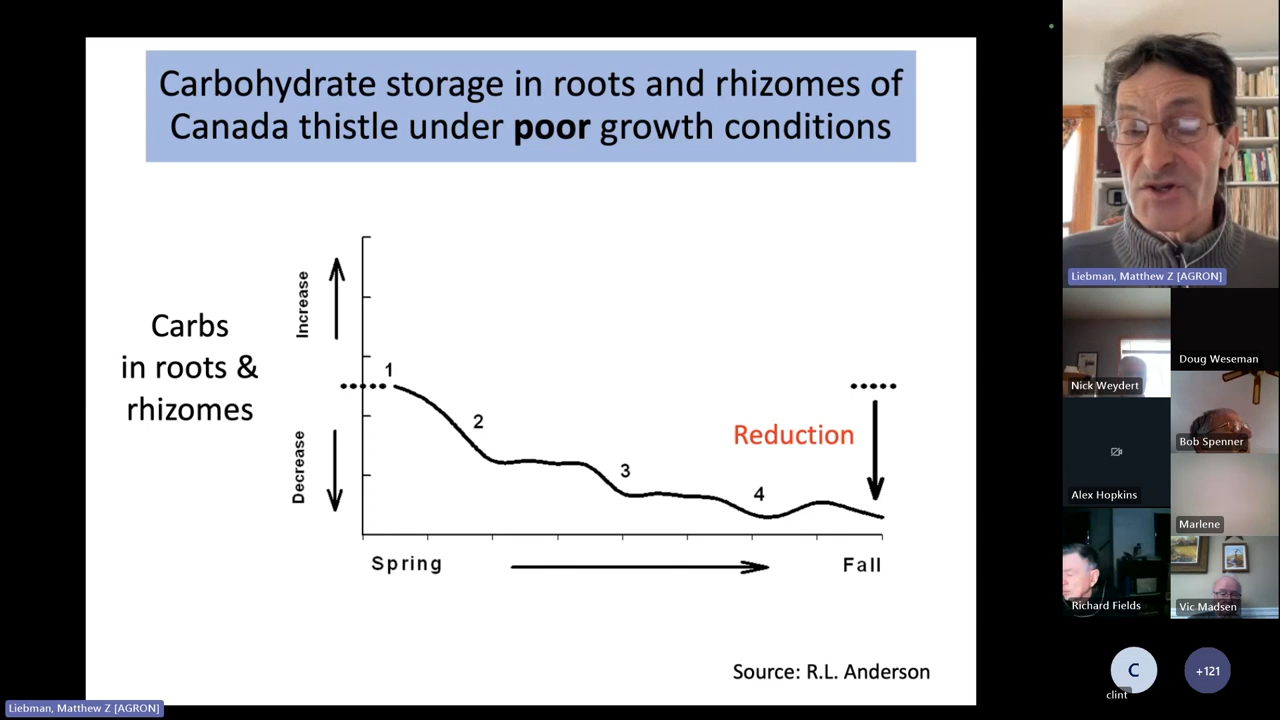 Carbohydrate storage in roots and rhizomes of
Canada thistle under poor growth conditions
Increase
Carbs
in roots &
rhizomes
Decrease
1
2
3
4
Reduction
Spring
Fall
Source: R.L. Anderson
Liebman, Matthew Z [AGRON]
Liebman, Matthew Z [AGRON]
Nick Weydert
Doug Weseman
Bob Spenner
Alex Hopkins
Marlene
Richard Fields
Vic Madsen
C
clint
+121